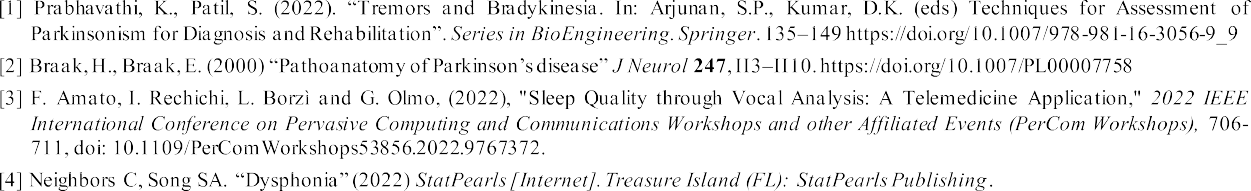 [1] Prabhavathi, K., Patil, S. (2022). “Tremors and Bradykinesia. In: Arjunan, S.P., Kumar, D.K. (eds) Techniques for Assessment of
Parkinsonism for Diagnosis and Rehabilitation”. Series in BioEngineering. Springer. 135–149 https://doi.org/10.1007/978-981-16-3056-9_9
[2] Braak, H., Braak, E. (2000) “Pathoanatomy of Parkinson’s disease” J Neurol 247, II3–II10. https://doi.org/10.1007/PL00007758
[3] F. Amato, I. Rechichi, L. Borzì and G. Olmo, (2022), "Sleep Quality through Vocal Analysis: A Telemedicine Application," 2022 IEEE
International Conference on Pervasive Computing and Communications Workshops and other Affiliated Events (PerCom Workshops), 706-
711, doi: 10.1109/PerComWorkshops53856.2022.9767372.
[4] Neighbors C, Song SA. “Dysphonia” (2022) StatPearls [Internet]. Treasure Island (FL): StatPearls Publishing.